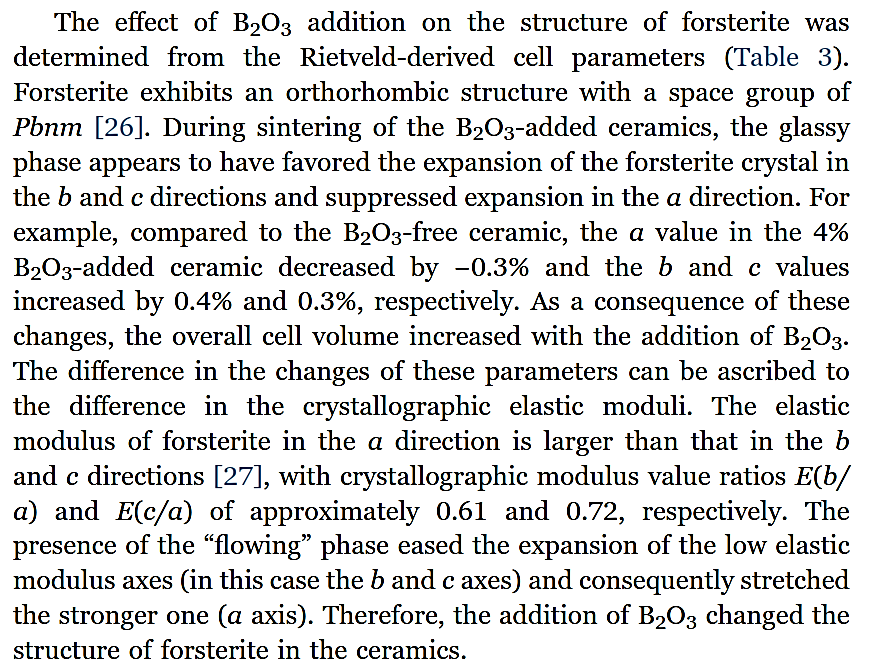 The effect of B₂O₃ addition on the structure of forsterite was
determined from the Rietveld-derived cell parameters (Table 3).
Forsterite exhibits an orthorhombic structure with a space group of
Pbnm [26]. During sintering of the B₂O₃-added ceramics, the glassy
phase appears to have favored the expansion of the forsterite crystal in
the b and c directions and suppressed expansion in the a direction. For
example, compared to the B₂O₃-free ceramic, the a value in the 4%
B₂O₃-added ceramic decreased by −0.3% and the b and c values
increased by 0.4% and 0.3%, respectively. As a consequence of these
changes, the overall cell volume increased with the addition of B₂O₃.
The difference in the changes of these parameters can be ascribed to
the difference in the crystallographic elastic moduli. The elastic
modulus of forsterite in the a direction is larger than that in the b
and c directions [27], with crystallographic modulus value ratios E(b/
a) and E(c/a) of approximately 0.61 and 0.72, respectively. The
presence of the “flowing” phase eased the expansion of the low elastic
modulus axes (in this case the b and c axes) and consequently stretched
the stronger one (a axis). Therefore, the addition of B₂O₃ changed the
structure of forsterite in the ceramics.